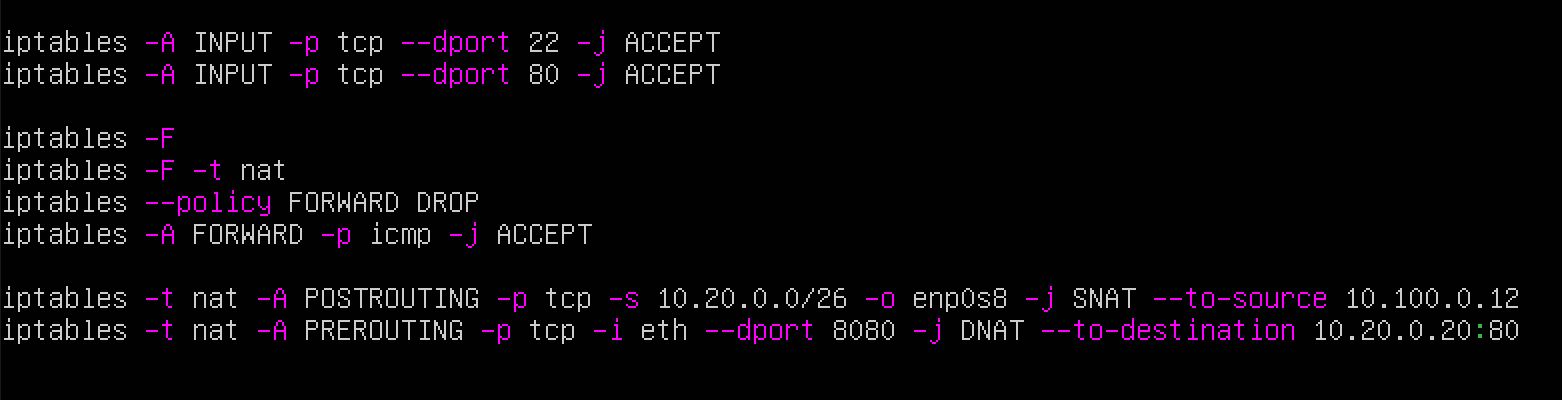 iptables -A INPUT -p tcp --dport 22 -j ACCEPT
iptables -A INPUT -p tcp --dport 80 -j ACCEPT
iptables -F
iptables -F -t nat
iptables --policy FORWARD DROP
iptables -A FORWARD -p icmp -j ACCEPT
iptables -t nat -A POSTROUTING -p tcp -s 10.20.0.0/26 -o enp0s8 -j SNAT --to-source 10.100.0.12
iptables -t nat -A PREROUTING -p tcp -i eth --dport 8080 -j DNAT --to-destination 10.20.0.20:80